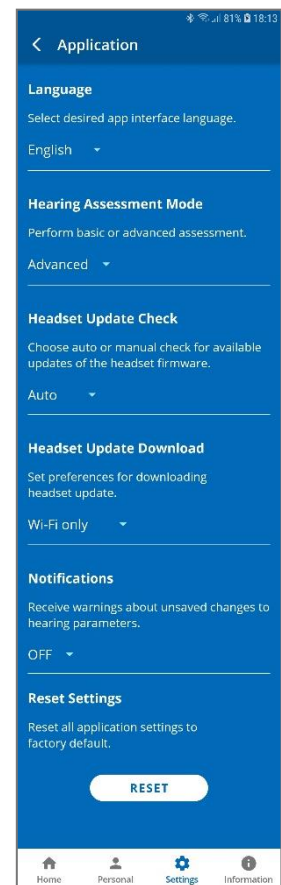 81% 18:13
Application
Language
Select desired app interface language.
English
Hearing Assessment Mode
Perform basic or advanced assessment.
Advanced
Headset Update Check
Choose auto or manual check for available
updates of the headset firmware.
Auto
Headset Update Download
Set preferences for downloading
headset update.
Wi-Fi only
Notifications
Receive warnings about unsaved changes to
hearing parameters.
OFF
Reset Settings
Reset all application settings to
factory default.
RESET
Home Personal Settings Information